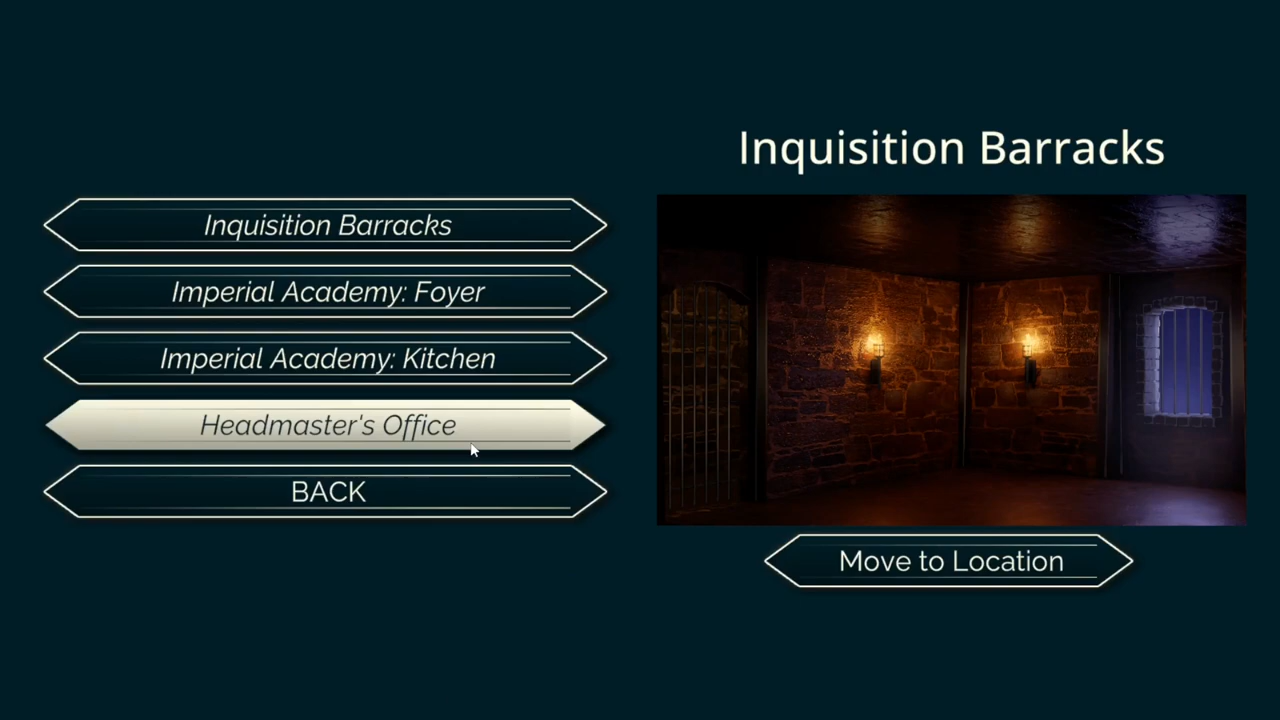 Inquisition Barracks
Imperial Academy: Foyer
Imperial Academy: Kitchen
Headmaster's Office
BACK
Inquisition Barracks
Move to Location